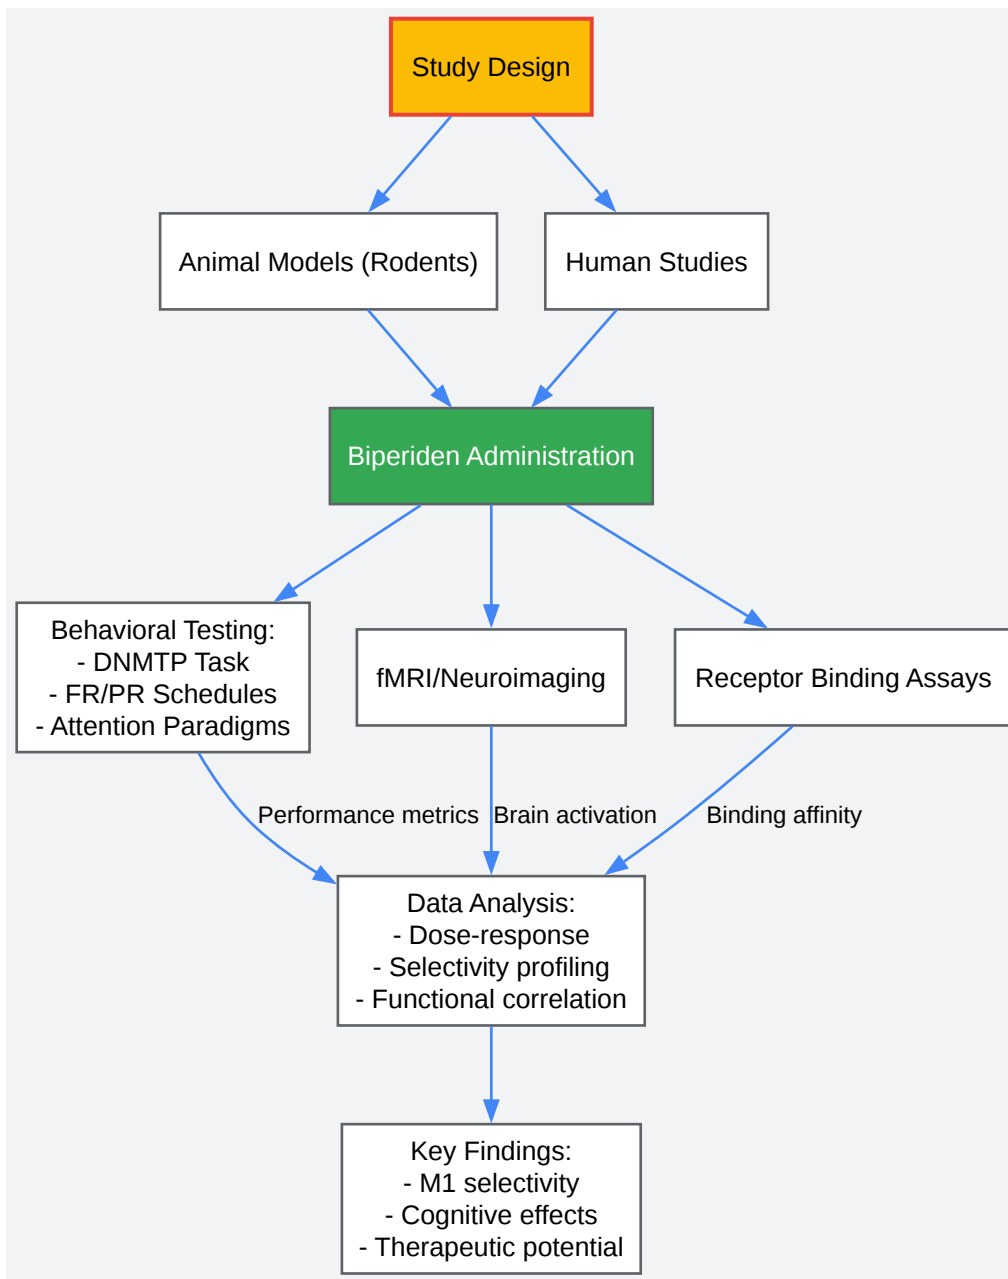 Study Design
Animal Models (Rodents)
Human Studies
Biperiden Administration
Behavioral Testing:
- DNMTP Task
- FR/PR Schedules
- Attention Paradigms
fMRI/Neuroimaging
Receptor Binding Assays
Performance metrics
Brain activation
Binding affinity
Data Analysis:
- Dose-response
- Selectivity profiling
- Functional correlation
Key Findings:
- M1 selectivity
- Cognitive effects
- Therapeutic potential